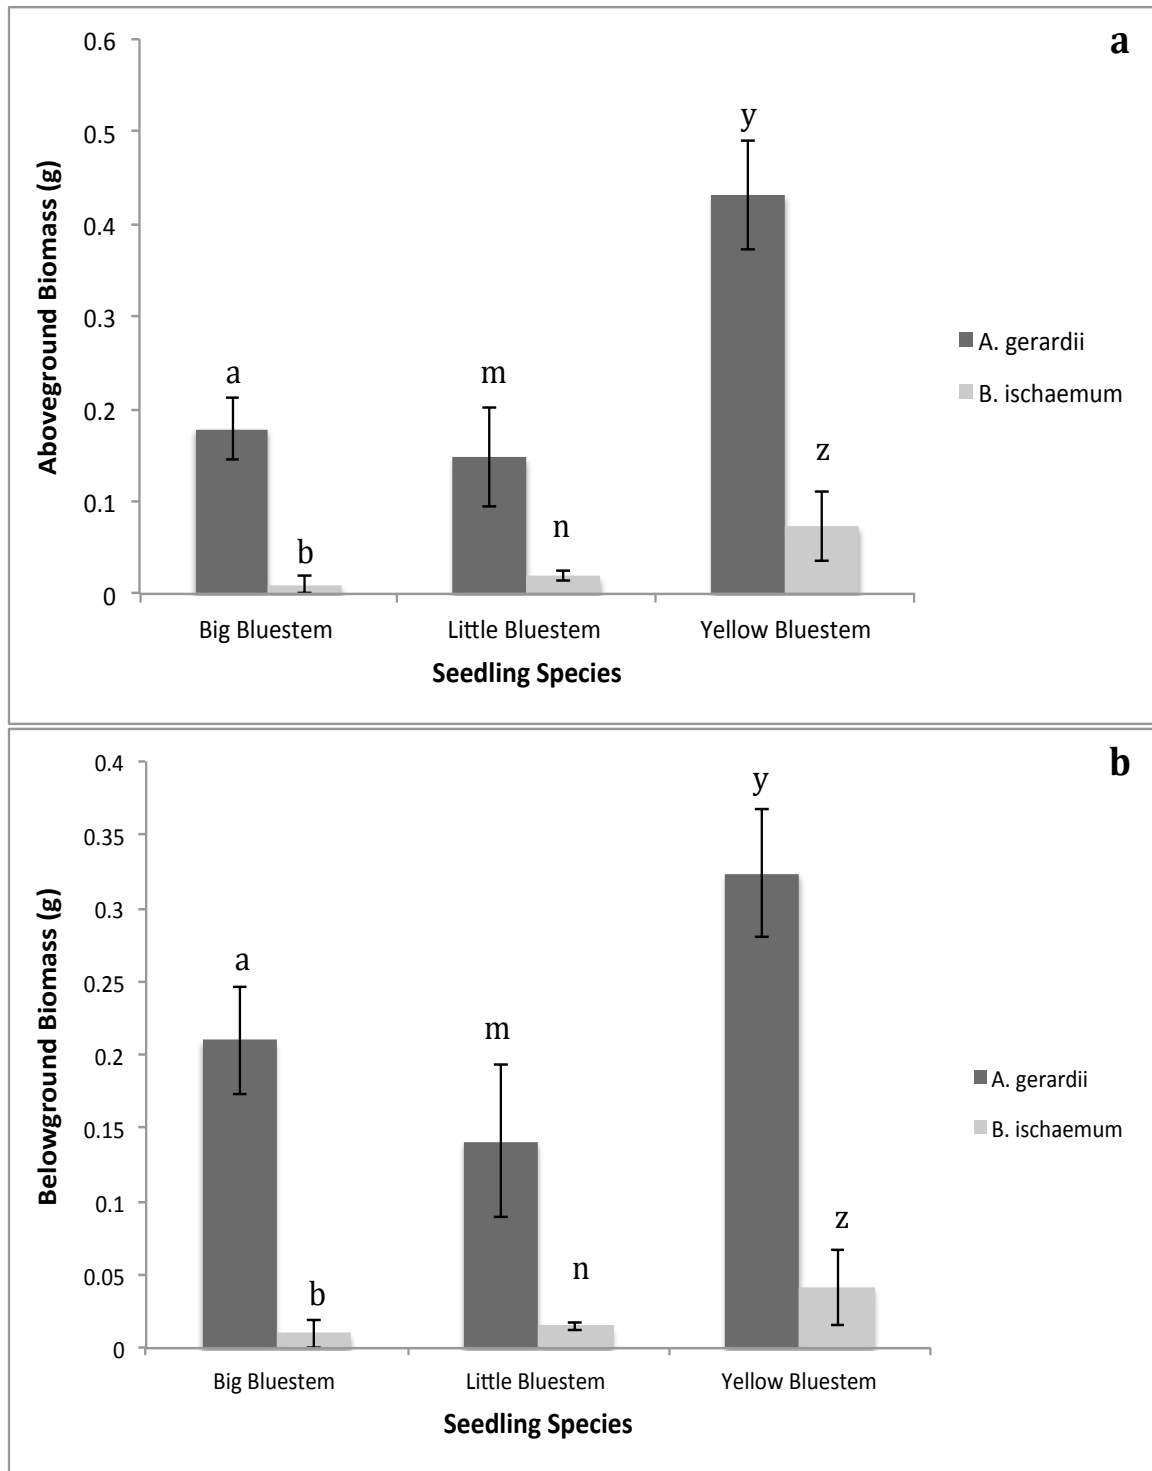 a
0.6
0.5
0.4
0.3
0.2
0.1
0
Aboveground Biomass (g)
a
b
m
n
y
z
A. gerardii
B. ischaemum
Big Bluestem
Little Bluestem
Yellow Bluestem
Seedling Species
b
0.4
0.35
0.3
0.25
0.2
0.15
0.1
0.05
0
Belowground Biomass (g)
a
b
m
n
y
z
A. gerardii
B. ischaemum
Big Bluestem
Little Bluestem
Yellow Bluestem
Seedling Species